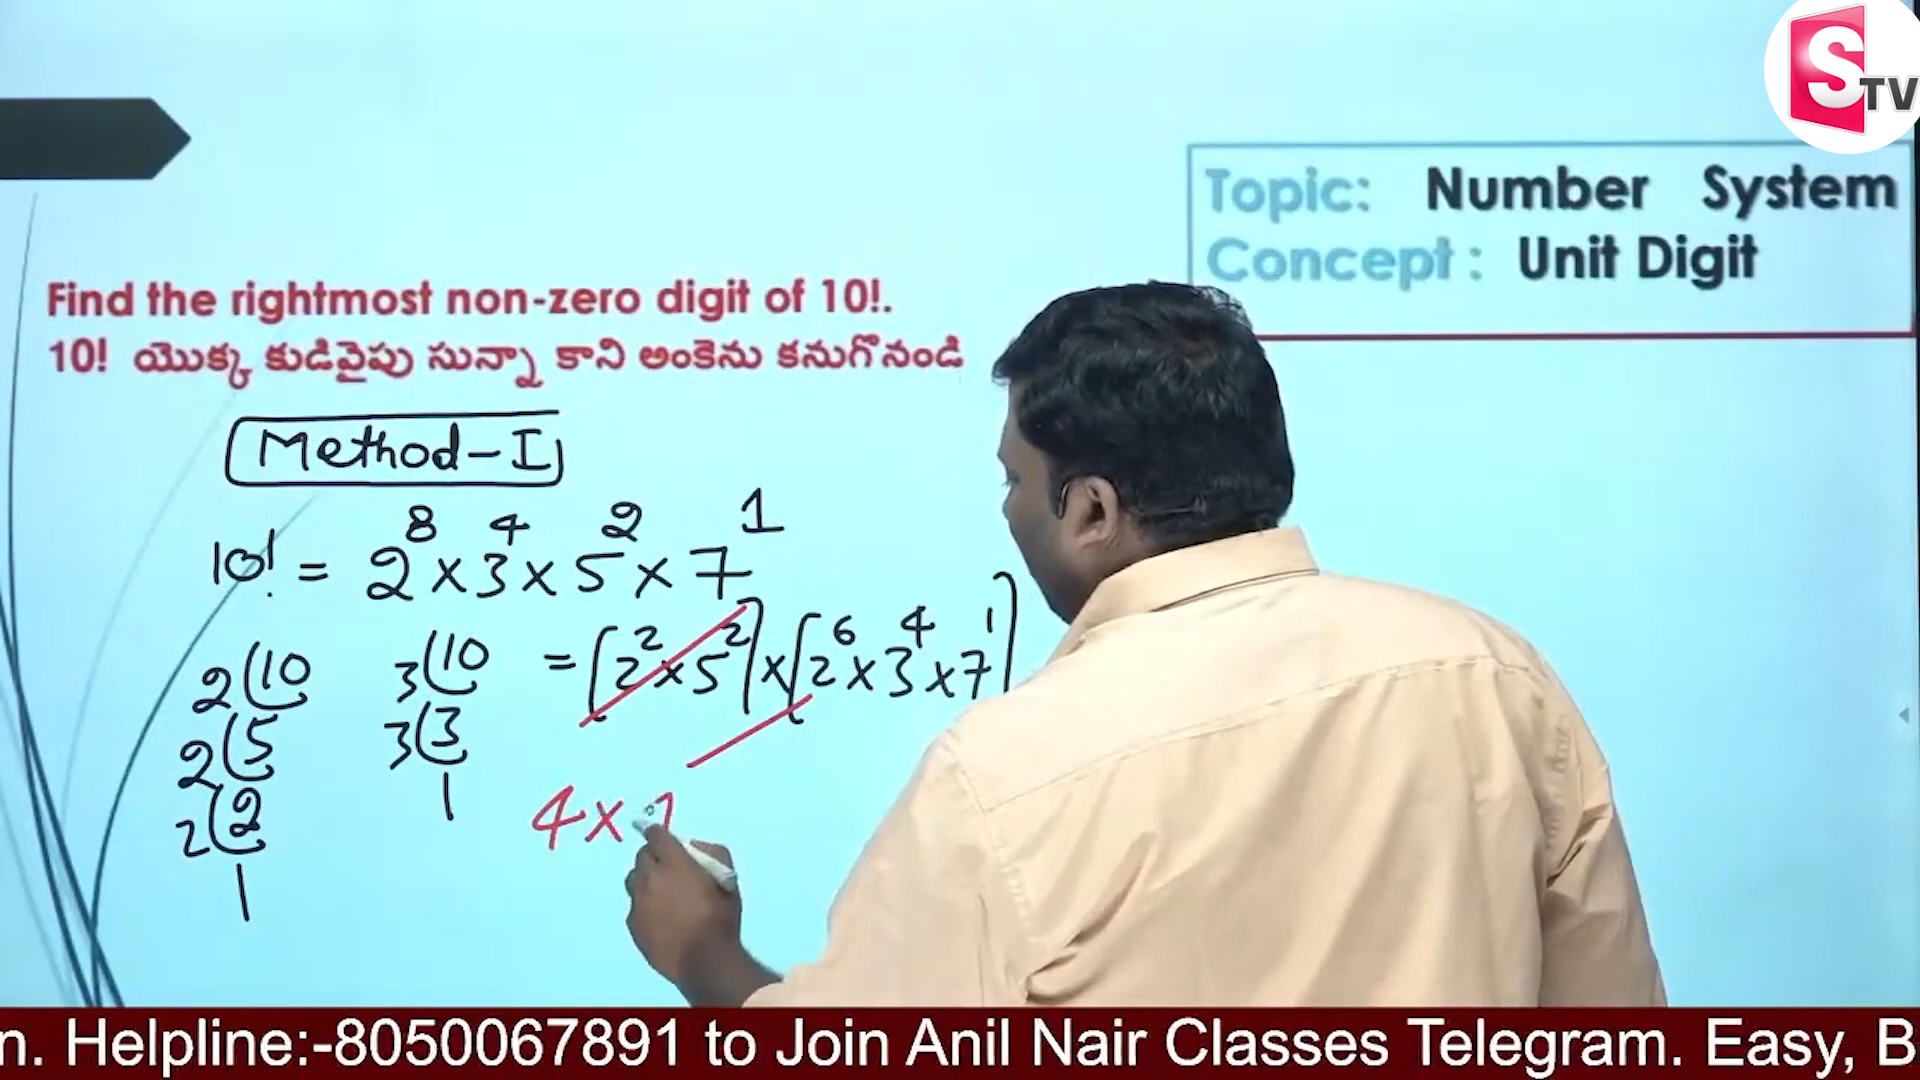 STV
Topic: Number System
Concept : Unit Digit
Find the rightmost non-zero digit of 10!.
10! యొక్క కుడివైపు సున్నా కాని అంకెను కనుగొనండి
Method-I
10! = 2⁸ × 3⁴ × 5² × 7¹
= [2² × 5²] × [2⁶ × 3⁴ × 7¹]
2 10
2 5
2 2
1
3 10
3 3
1
4 ×
n. Helpline:-8050067891 to Join Anil Nair Classes Telegram. Easy, B